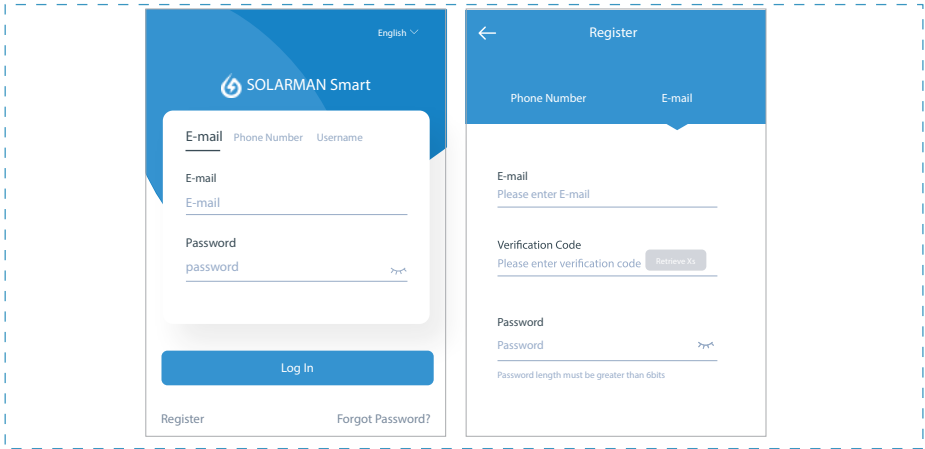 English
SOLARMAN Smart
E-mail Phone Number Username
E-mail
E-mail
Password
password
Log In
Register Forgot Password?
Register
Phone Number E-mail
E-mail
Please enter E-mail
Verification Code
Please enter verification code Retrieve Xs
Password
Password
Password length must be greater than 6bits